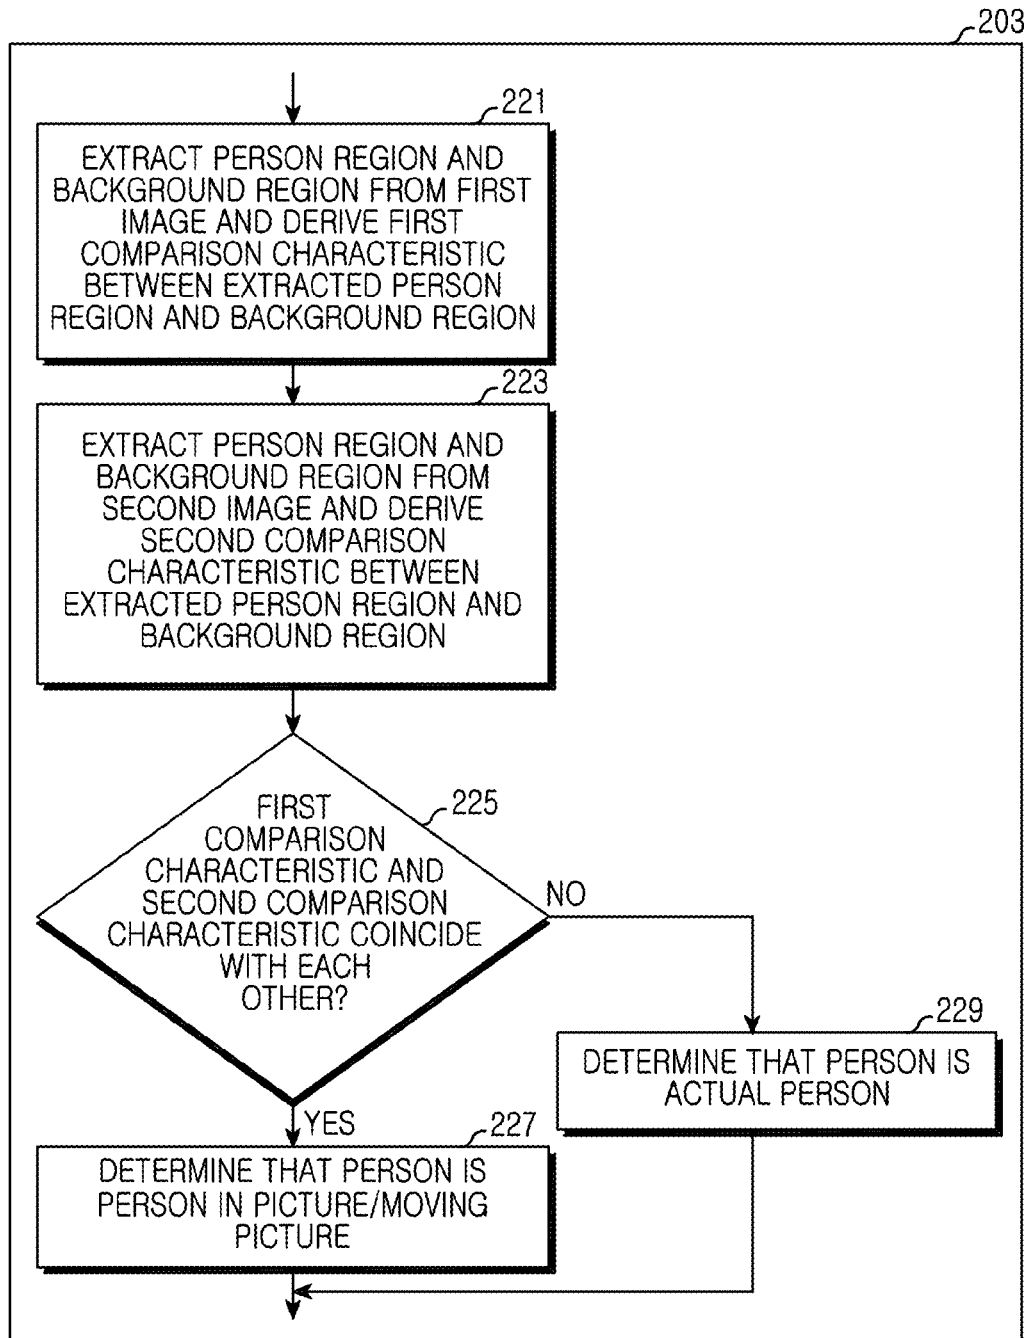 203
221
EXTRACT PERSON REGION AND
BACKGROUND REGION FROM FIRST
IMAGE AND DERIVE FIRST
COMPARISON CHARACTERISTIC
BETWEEN EXTRACTED PERSON
REGION AND BACKGROUND REGION
223
EXTRACT PERSON REGION AND
BACKGROUND REGION FROM
SECOND IMAGE AND DERIVE
SECOND COMPARISON
CHARACTERISTIC BETWEEN
EXTRACTED PERSON REGION AND
BACKGROUND REGION
225
FIRST
COMPARISON
CHARACTERISTIC AND
SECOND COMPARISON
CHARACTERISTIC COINCIDE
WITH EACH
OTHER?
NO
229
DETERMINE THAT PERSON IS
ACTUAL PERSON
YES
227
DETERMINE THAT PERSON IS
PERSON IN PICTURE/MOVING
PICTURE